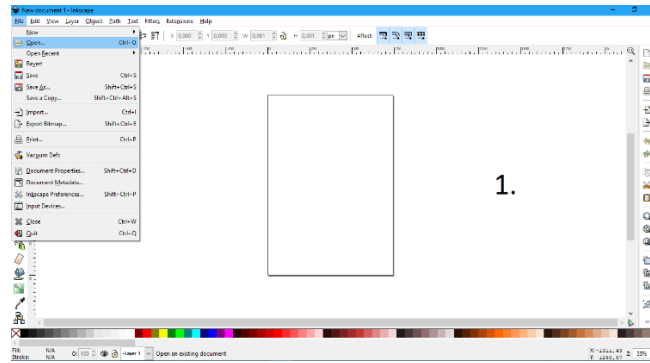 New document 1 - Inkscape
File Edit View Layer Object Path Text Filters Extensions Help
X 0,000 Y 0,000 W 0,001 H 0,001 px Affect:
New
Open... Ctrl+O
Open Recent
Revert
Save Ctrl+S
Save As... Shift+Ctrl+S
Save a Copy... Shift+Ctrl+Alt+S
Import... Ctrl+I
Export Bitmap... Shift+Ctrl+E
Print... Ctrl+P
Vacuum Defs
Document Properties... Shift+Ctrl+D
Document Metadata...
Inkscape Preferences... Shift+Ctrl+P
Input Devices...
Close Ctrl+W
Quit Ctrl+Q
1.
Fill: N/A
Stroke: N/A
O: 100
Layer 1
Open an existing document
Z: 35%